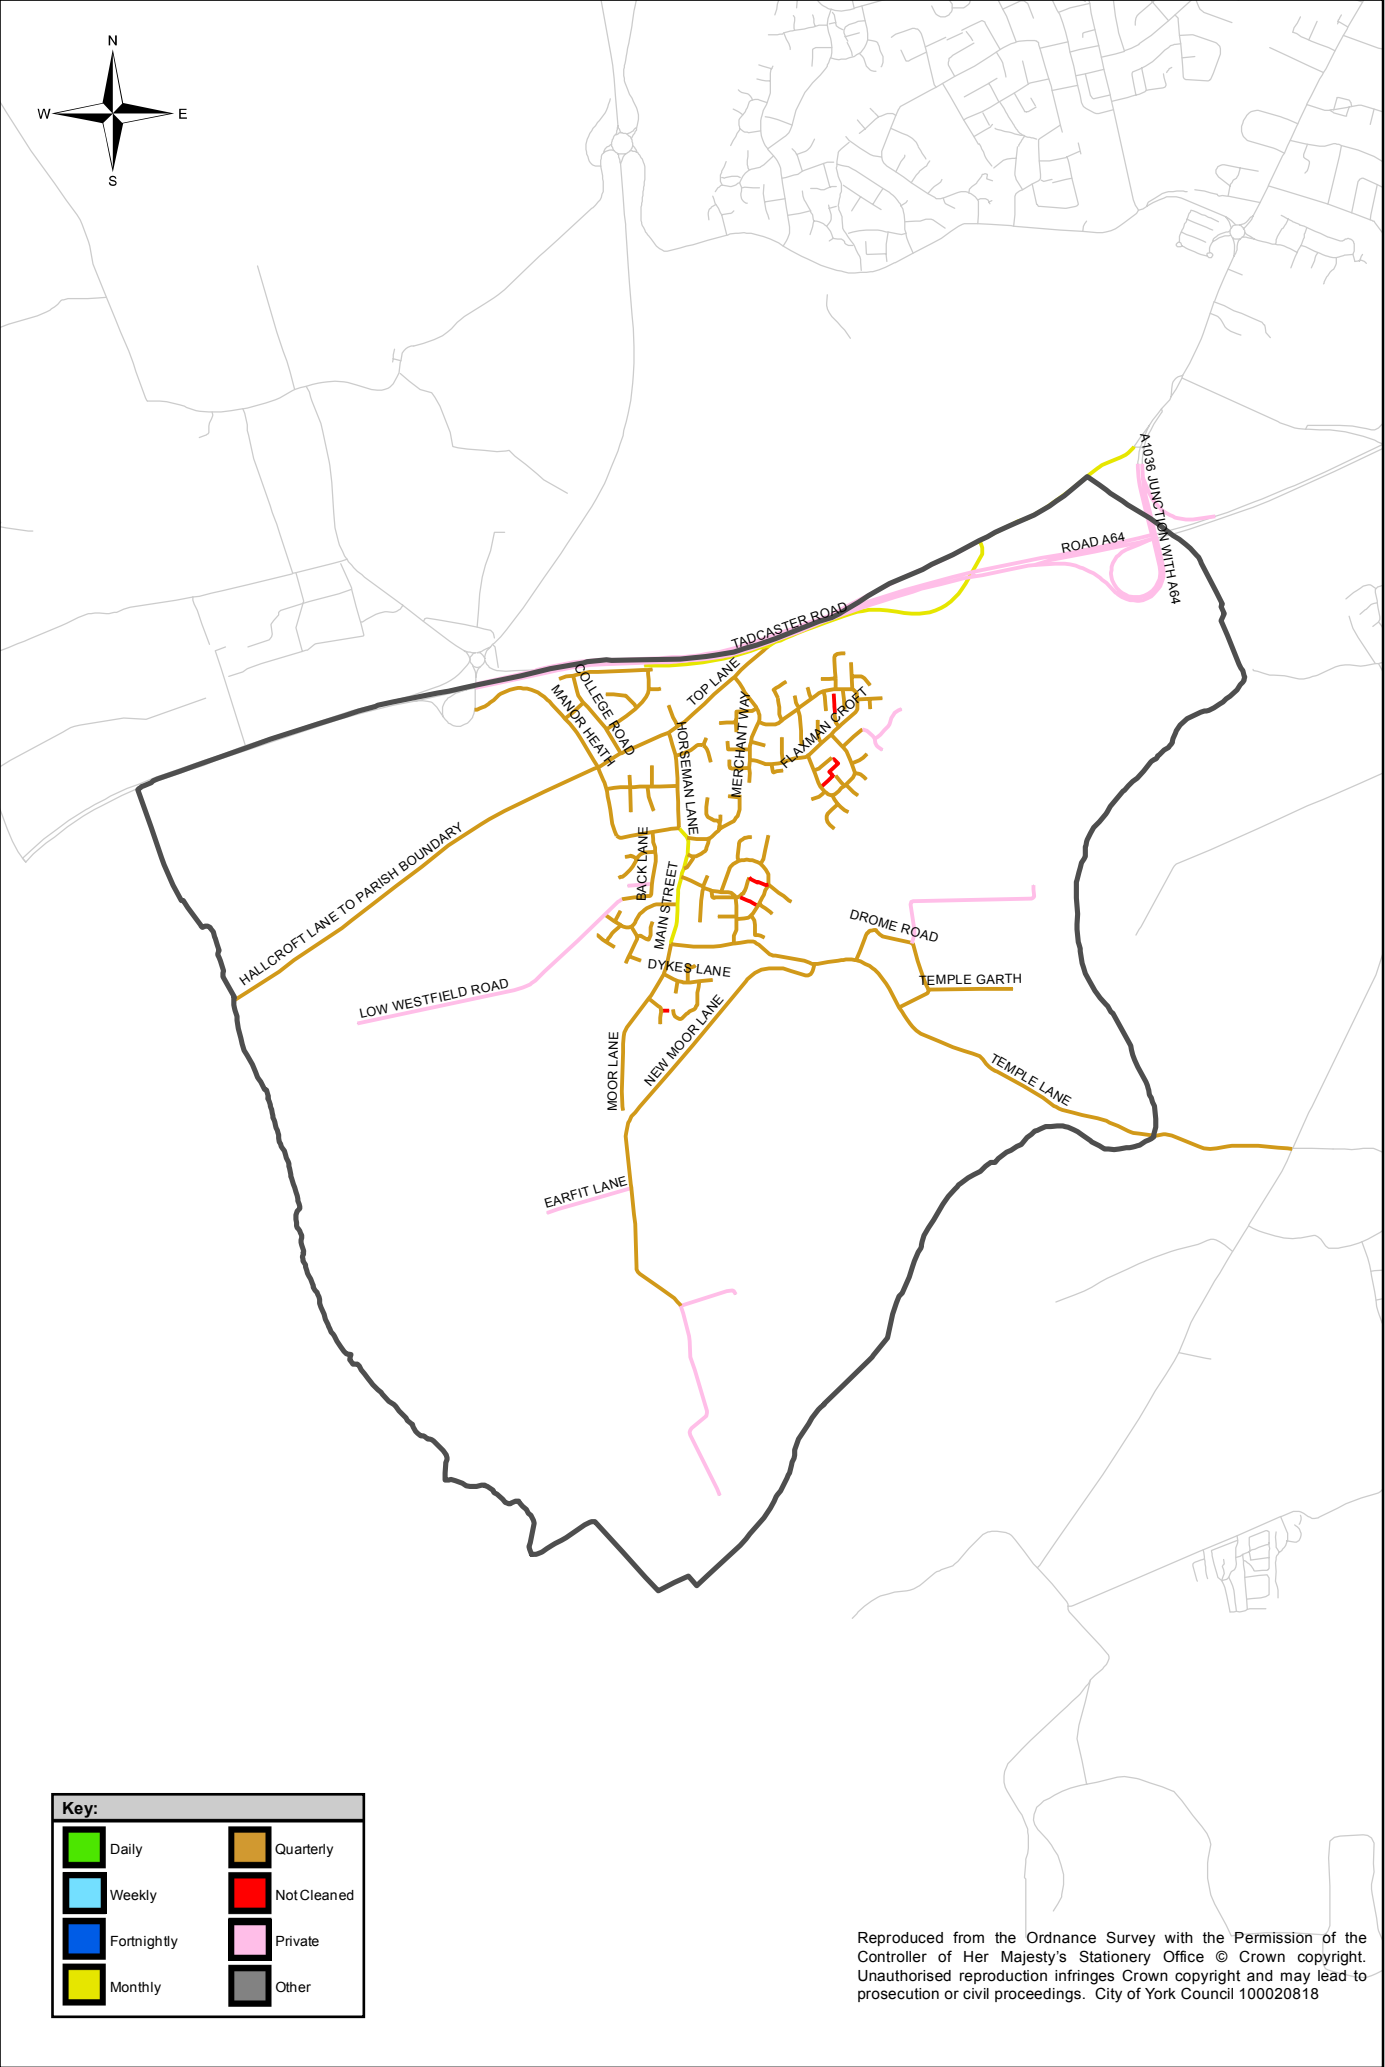 N
W
E
S
A1036 JUNCTION WITH A64
ROAD A64
TADCASTER ROAD
COLLEGE ROAD
TOP LANE
MANOR HEATH
FLAXMAN CROFT
MERCHANT WAY
HORSEMAN LANE
HALLCROFT LANE TO PARISH BOUNDARY
BACK LANE
MAIN STREET
DROME ROAD
DYKES LANE
TEMPLE GARTH
LOW WESTFIELD ROAD
NEW MOOR LANE
MOOR LANE
TEMPLE LANE
EARFIT LANE
Key:
Daily
Quarterly
Weekly
Not Cleaned
Fortnightly
Private
Monthly
Other
Reproduced from the Ordnance Survey with the Permission of the
Controller of Her Majesty's Stationery Office © Crown copyright.
Unauthorised reproduction infringes Crown copyright and may lead to
prosecution or civil proceedings. City of York Council 100020818